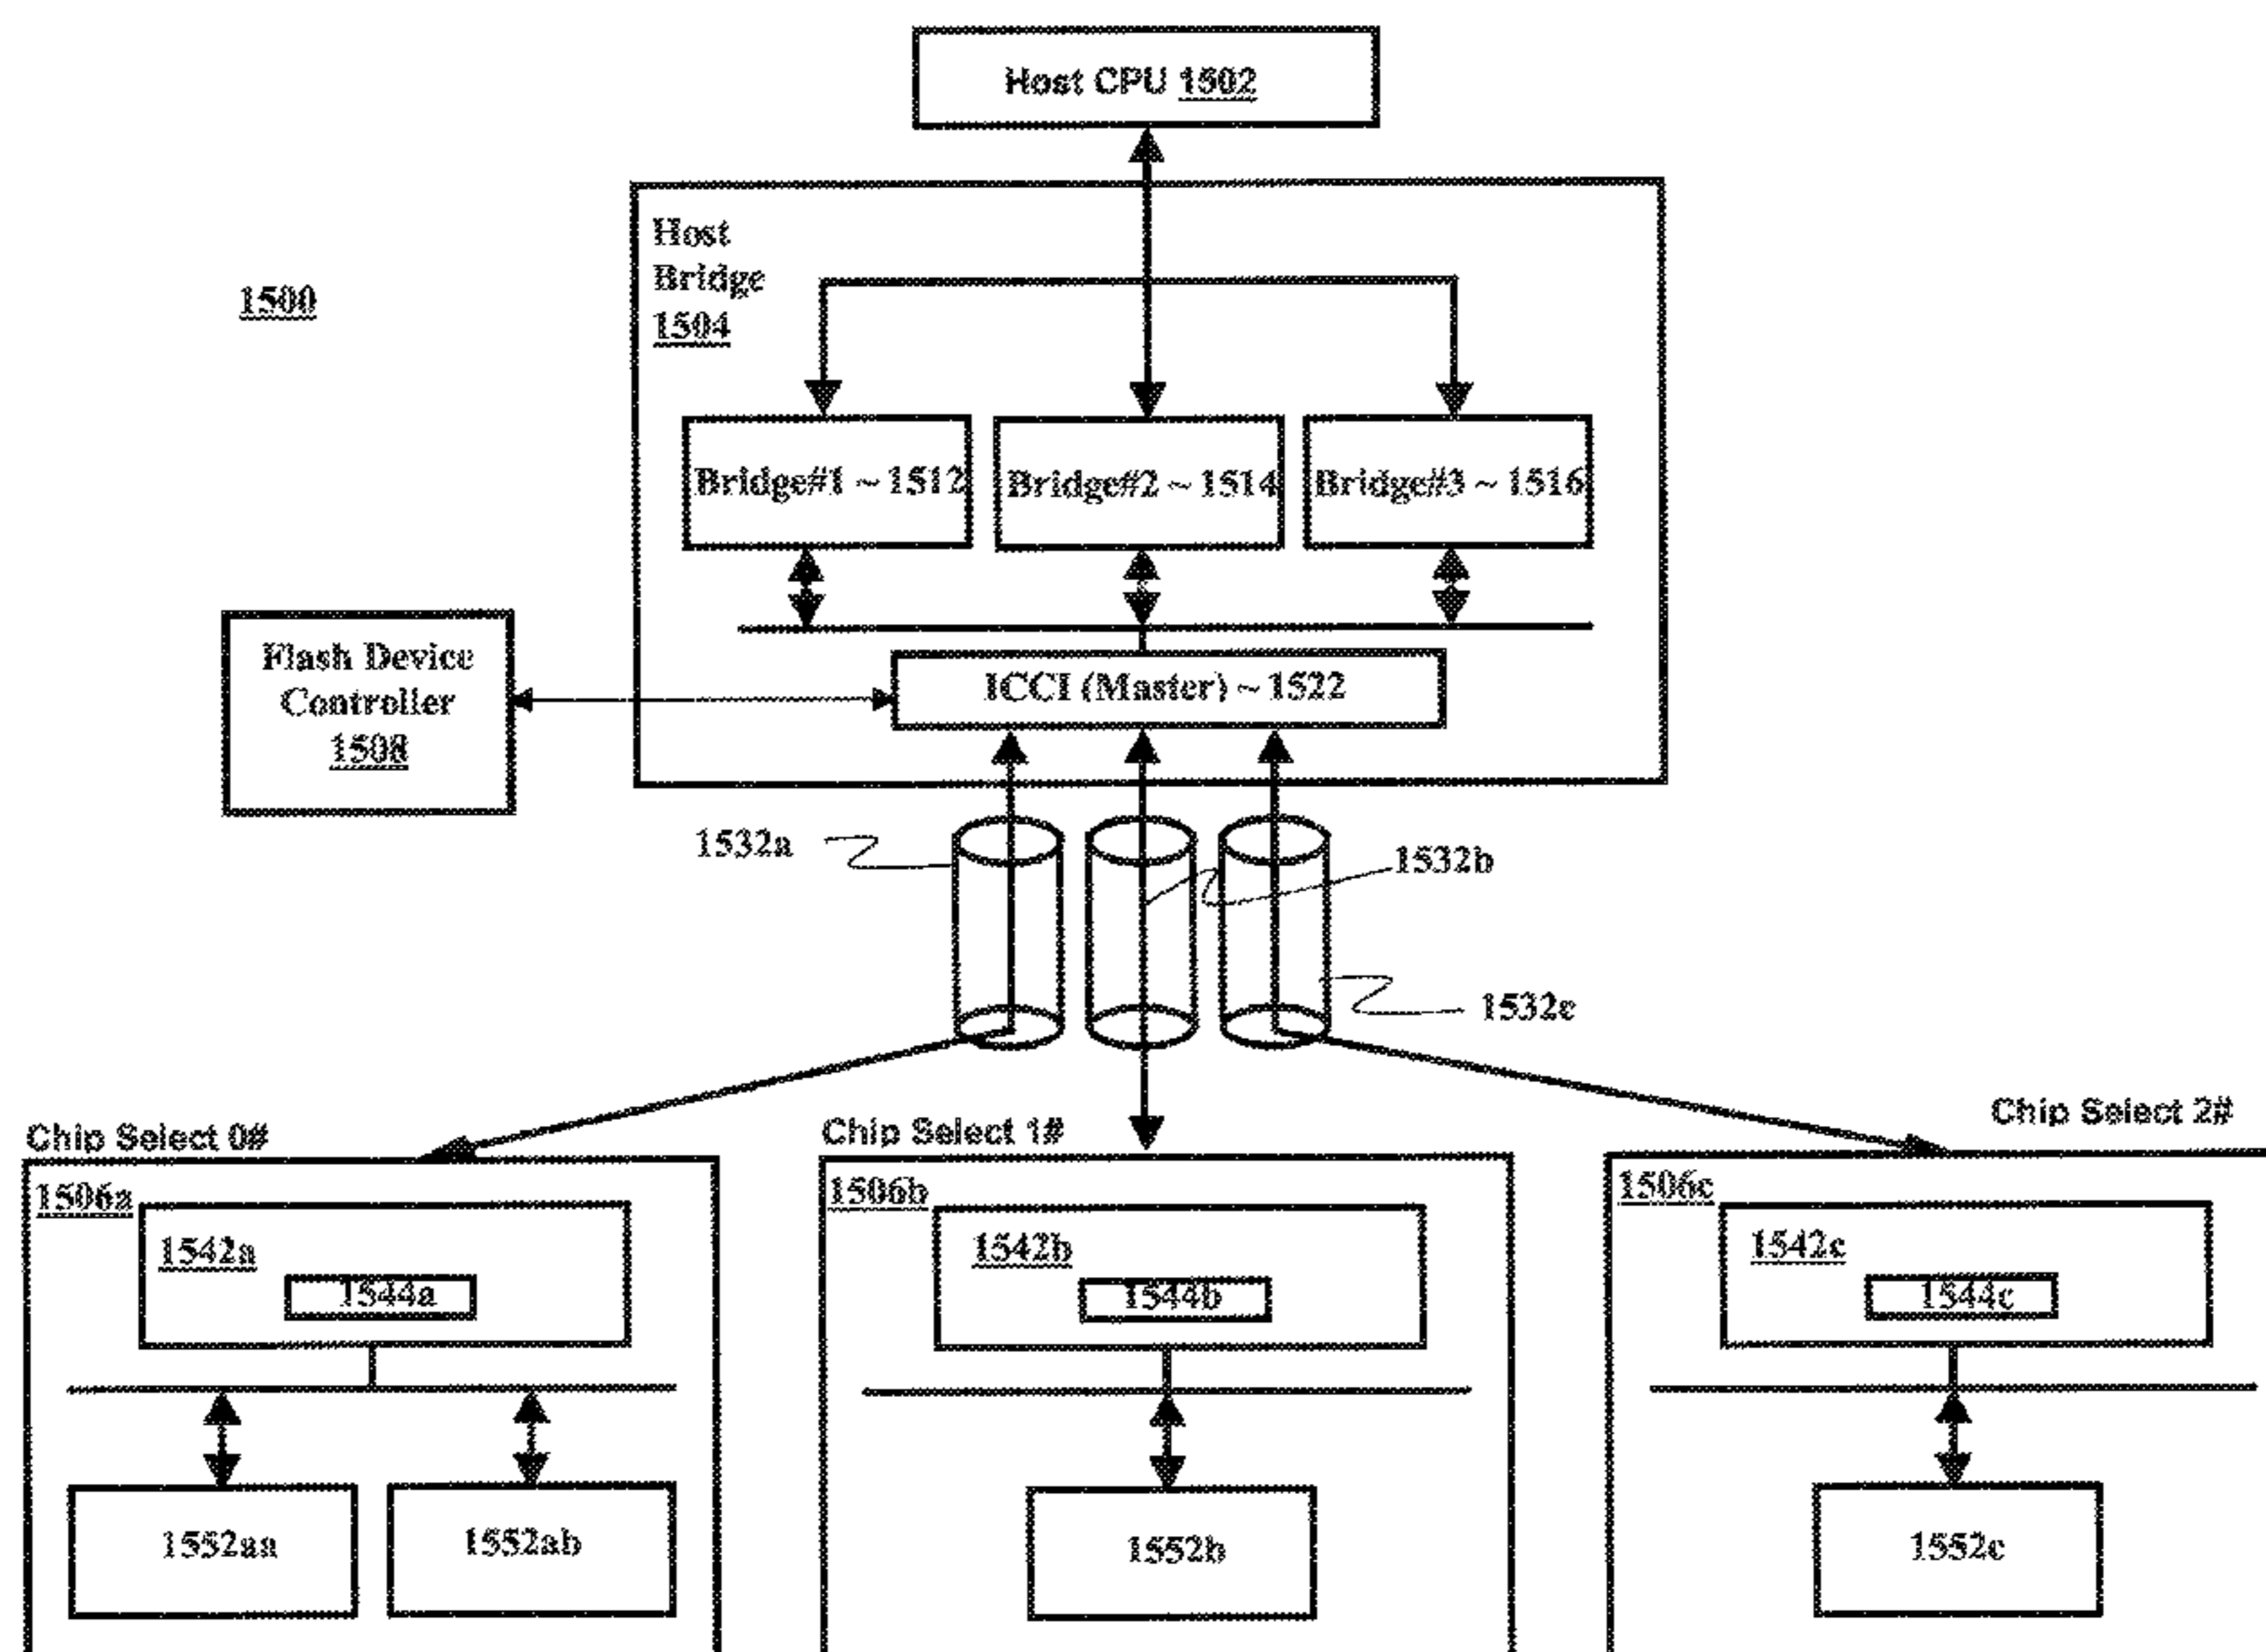 Host CPU 1502
Host
Bridge
1504
1500
Bridge#1 ~ 1512
Bridge#2 ~ 1514
Bridge#3 ~ 1516
Flash Device
Controller
1508
ICCI (Master) ~ 1522
1532a
1532b
1532c
Chip Select 0#
Chip Select 1#
Chip Select 2#
1506a
1542a
1544a
1552aa
1552ab
1506b
1542b
1544b
1552b
1506c
1542c
1544c
1552c